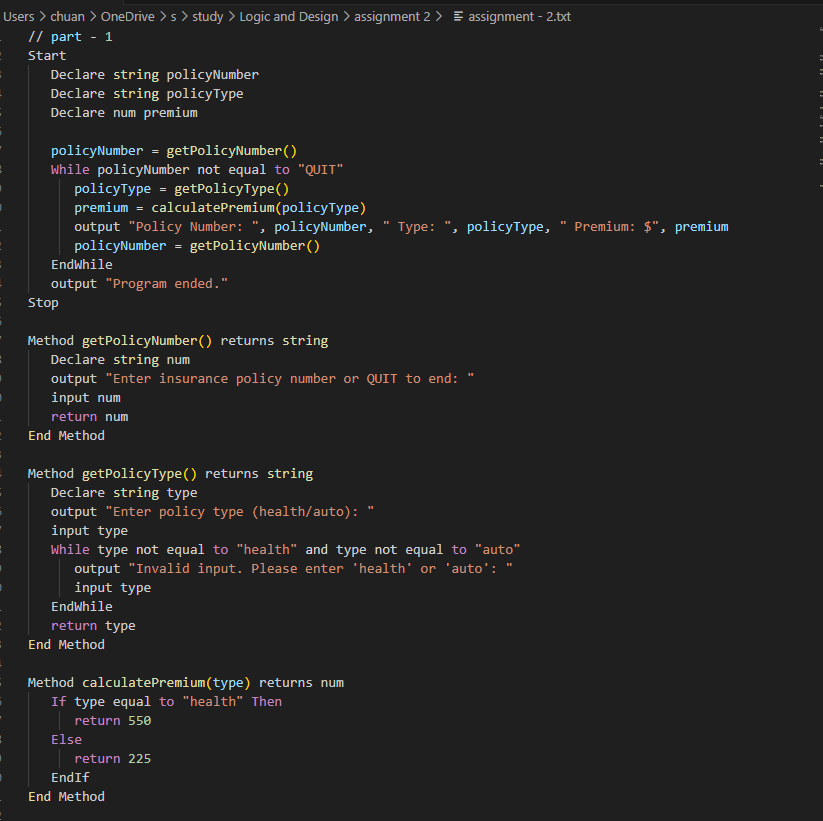 Users > chuan > OneDrive > s > study > Logic and Design > assignment 2 > assignment - 2.txt
// part - 1
Start
Declare string policyNumber
Declare string policyType
Declare num premium
policyNumber = getPolicyNumber()
While policyNumber not equal to "QUIT"
policyType = getPolicyType()
premium = calculatePremium(policyType)
output "Policy Number: ", policyNumber, " Type: ", policyType, " Premium: $", premium
policyNumber = getPolicyNumber()
EndWhile
output "Program ended."
Stop
Method getPolicyNumber() returns string
Declare string num
output "Enter insurance policy number or QUIT to end: "
input num
return num
End Method
Method getPolicyType() returns string
Declare string type
output "Enter policy type (health/auto): "
input type
While type not equal to "health" and type not equal to "auto"
output "Invalid input. Please enter 'health' or 'auto': "
input type
EndWhile
return type
End Method
Method calculatePremium(type) returns num
If type equal to "health" Then
return 550
Else
return 225
EndIf
End Method